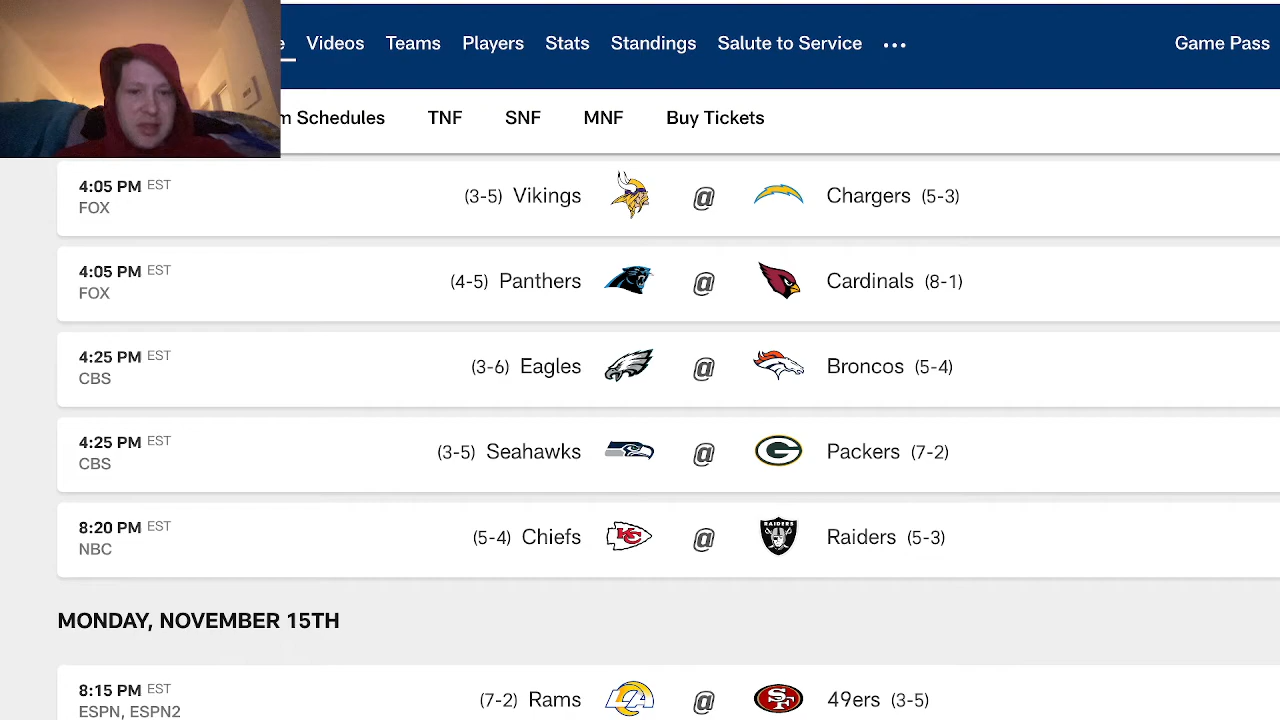 e Videos Teams Players Stats Standings Salute to Service ••• Game Pass
m Schedules TNF SNF MNF Buy Tickets
4:05 PM EST
FOX
(3-5) Vikings @ Chargers (5-3)
4:05 PM EST
FOX
(4-5) Panthers @ Cardinals (8-1)
4:25 PM EST
CBS
(3-6) Eagles @ Broncos (5-4)
4:25 PM EST
CBS
(3-5) Seahawks @ G Packers (7-2)
8:20 PM EST
NBC
(5-4) Chiefs KC @ RAIDERS Raiders (5-3)
MONDAY, NOVEMBER 15TH
8:15 PM EST
ESPN, ESPN2
(7-2) Rams LA @ SF 49ers (3-5)